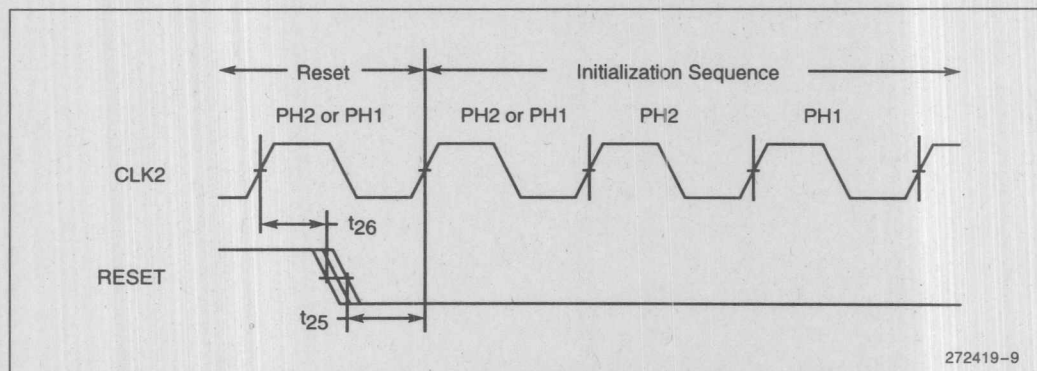 Reset Initialization Sequence
PH2 or PH1 PH2 or PH1 PH2 PH1
CLK2
t26
RESET
t25
272419-9